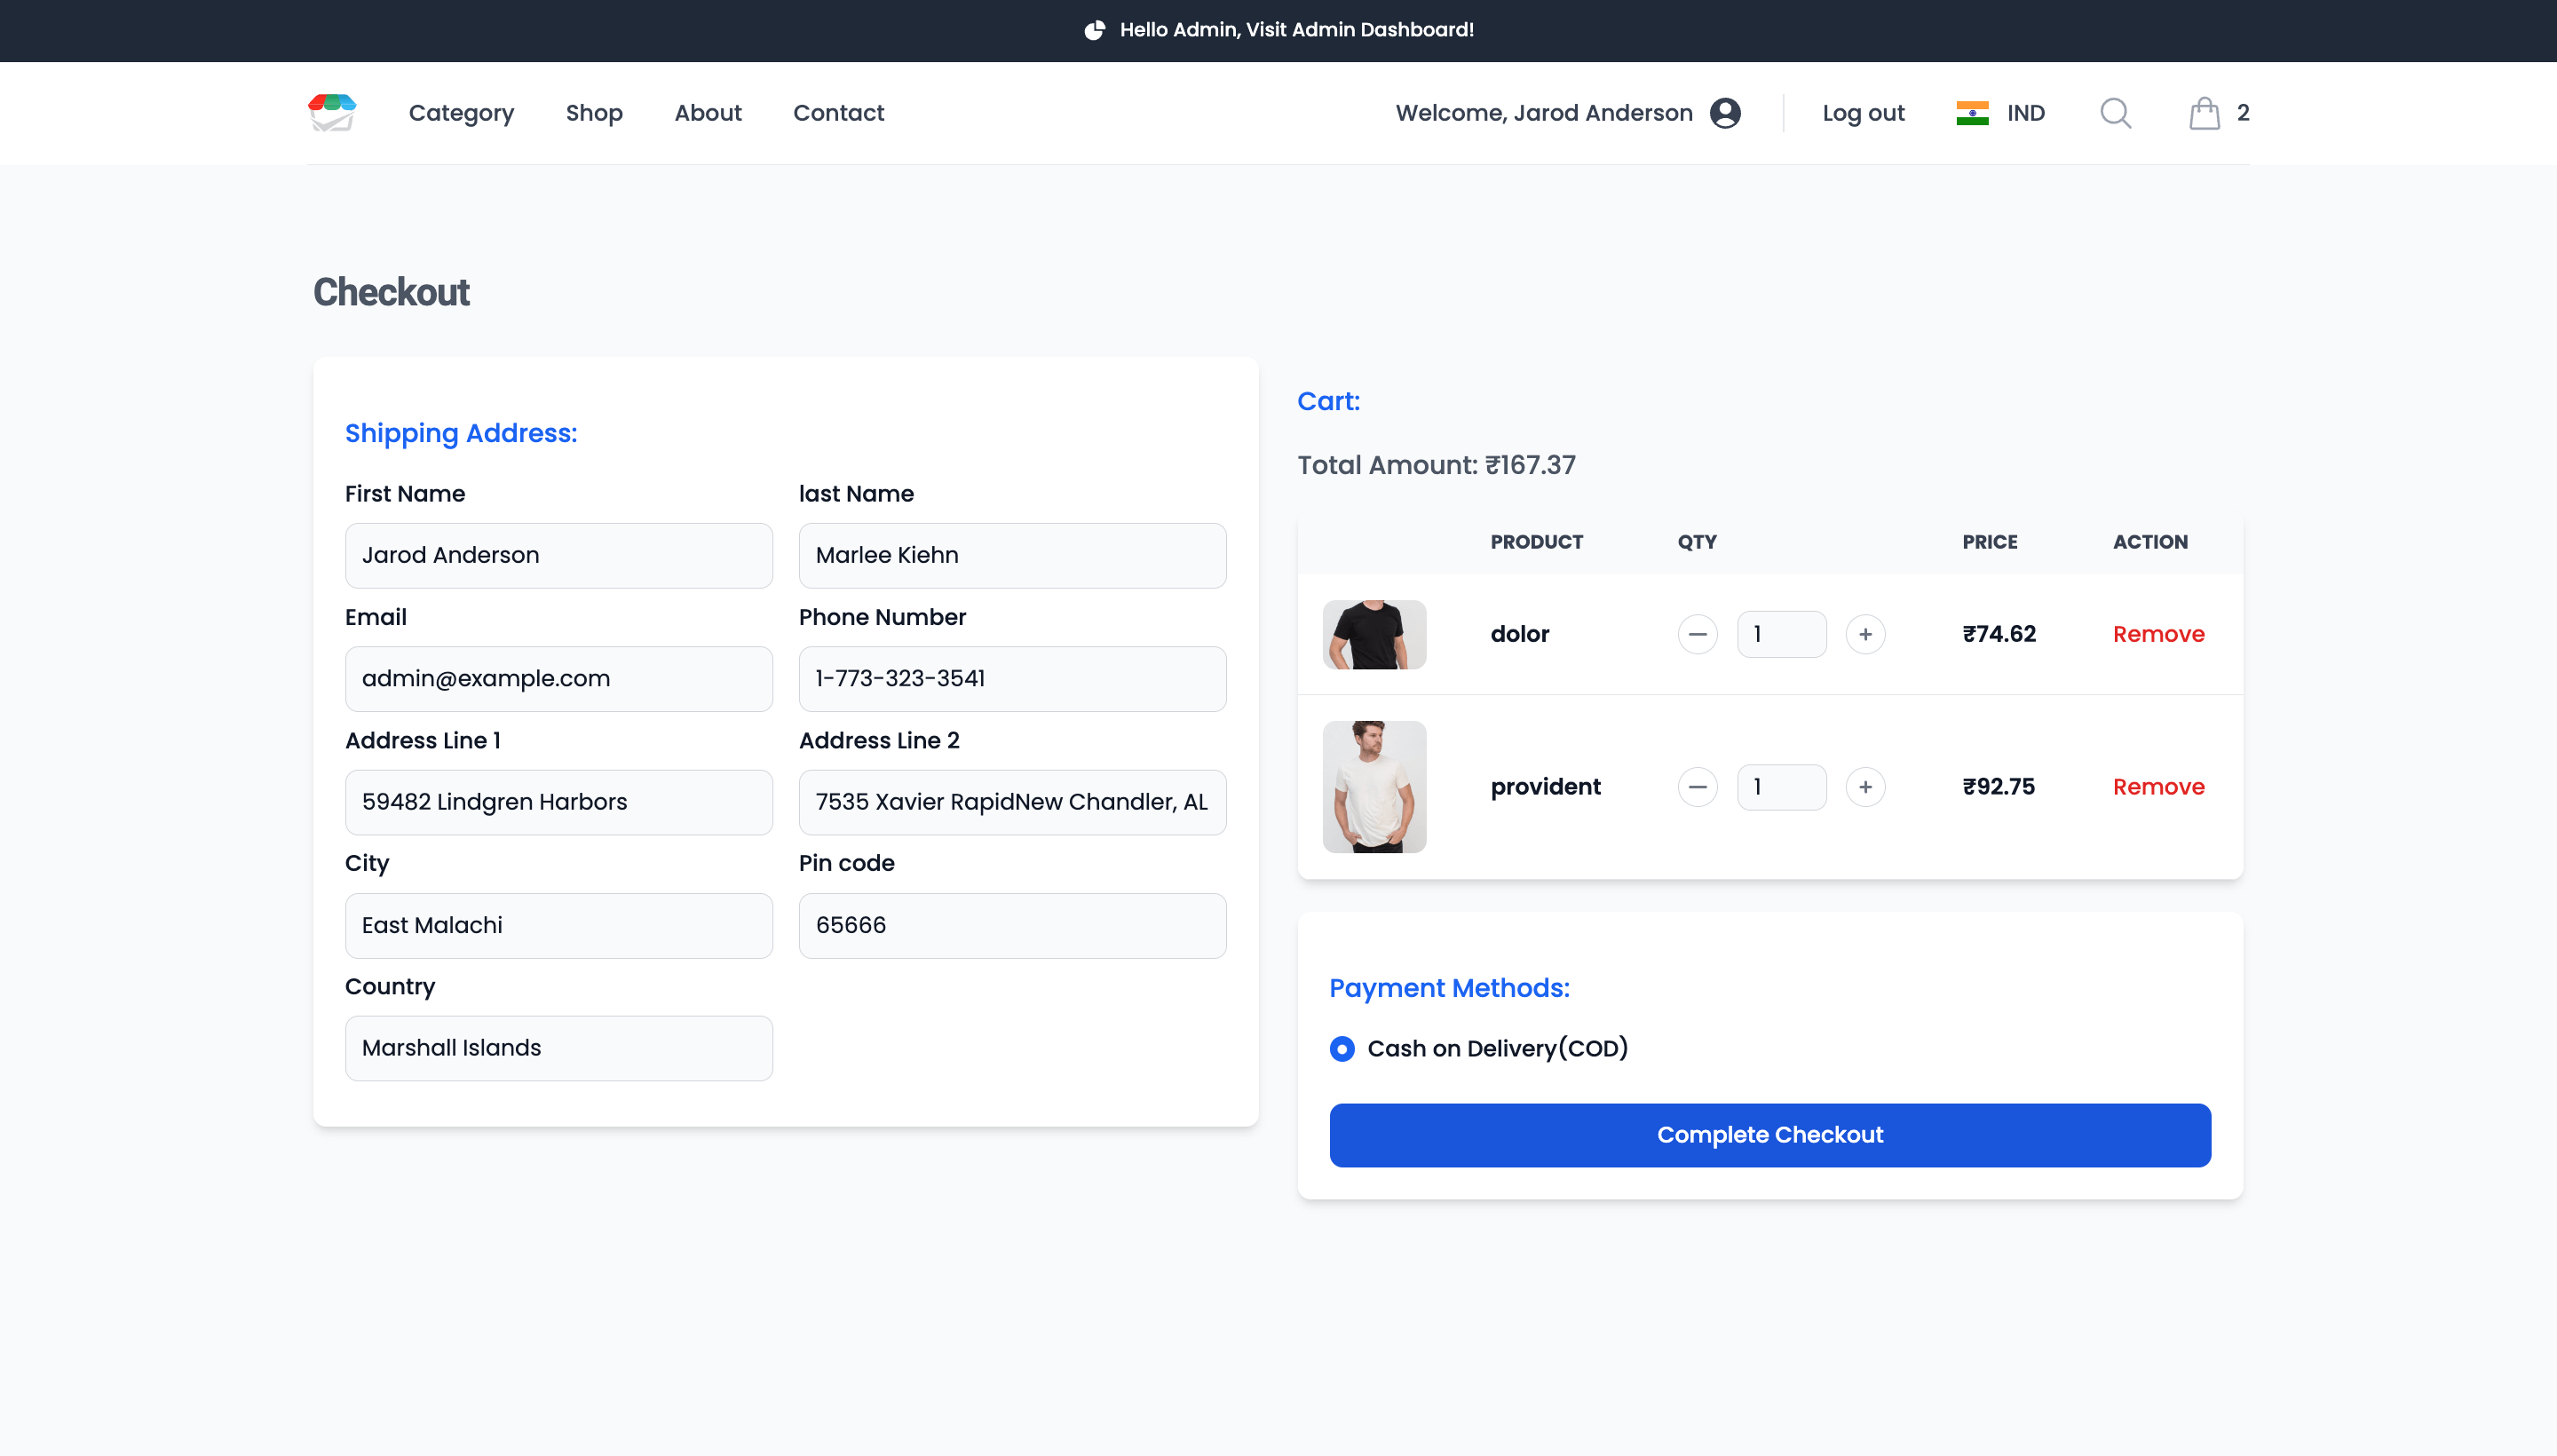 Hello Admin, Visit Admin Dashboard!
Category Shop About Contact Welcome, Jarod Anderson Log out IND 2
Checkout
Shipping Address:
First Name last Name
Jarod Anderson Marlee Kiehn
Email Phone Number
admin@example.com 1-773-323-3541
Address Line 1 Address Line 2
59482 Lindgren Harbors 7535 Xavier RapidNew Chandler, AL
City Pin code
East Malachi 65666
Country
Marshall Islands
Cart:
Total Amount: ₹167.37
PRODUCT QTY PRICE ACTION
dolor 1 ₹74.62 Remove
provident 1 ₹92.75 Remove
Payment Methods:
Cash on Delivery(COD)
Complete Checkout